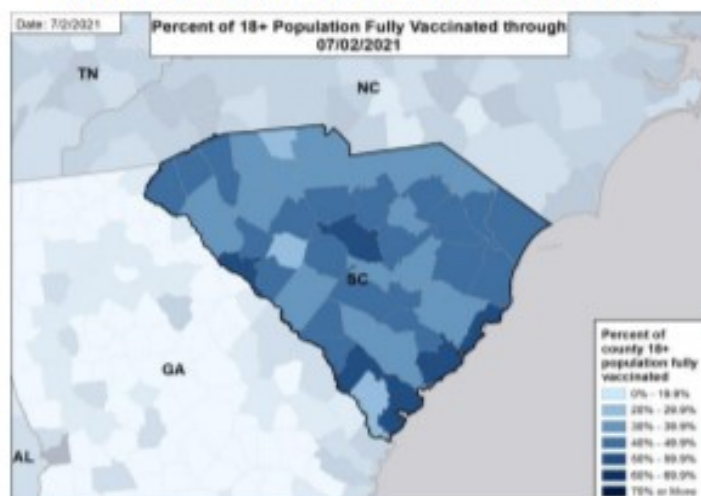 Date: 7/2/2021
Percent of 18+ Population Fully Vaccinated through
07/02/2021
TN
NC
SC
GA
AL
Percent of
county 18+
population fully
vaccinated
0% - 19.9%
20% - 29.9%
30% - 39.9%
40% - 49.9%
50% - 59.9%
60% - 69.9%
70% or More